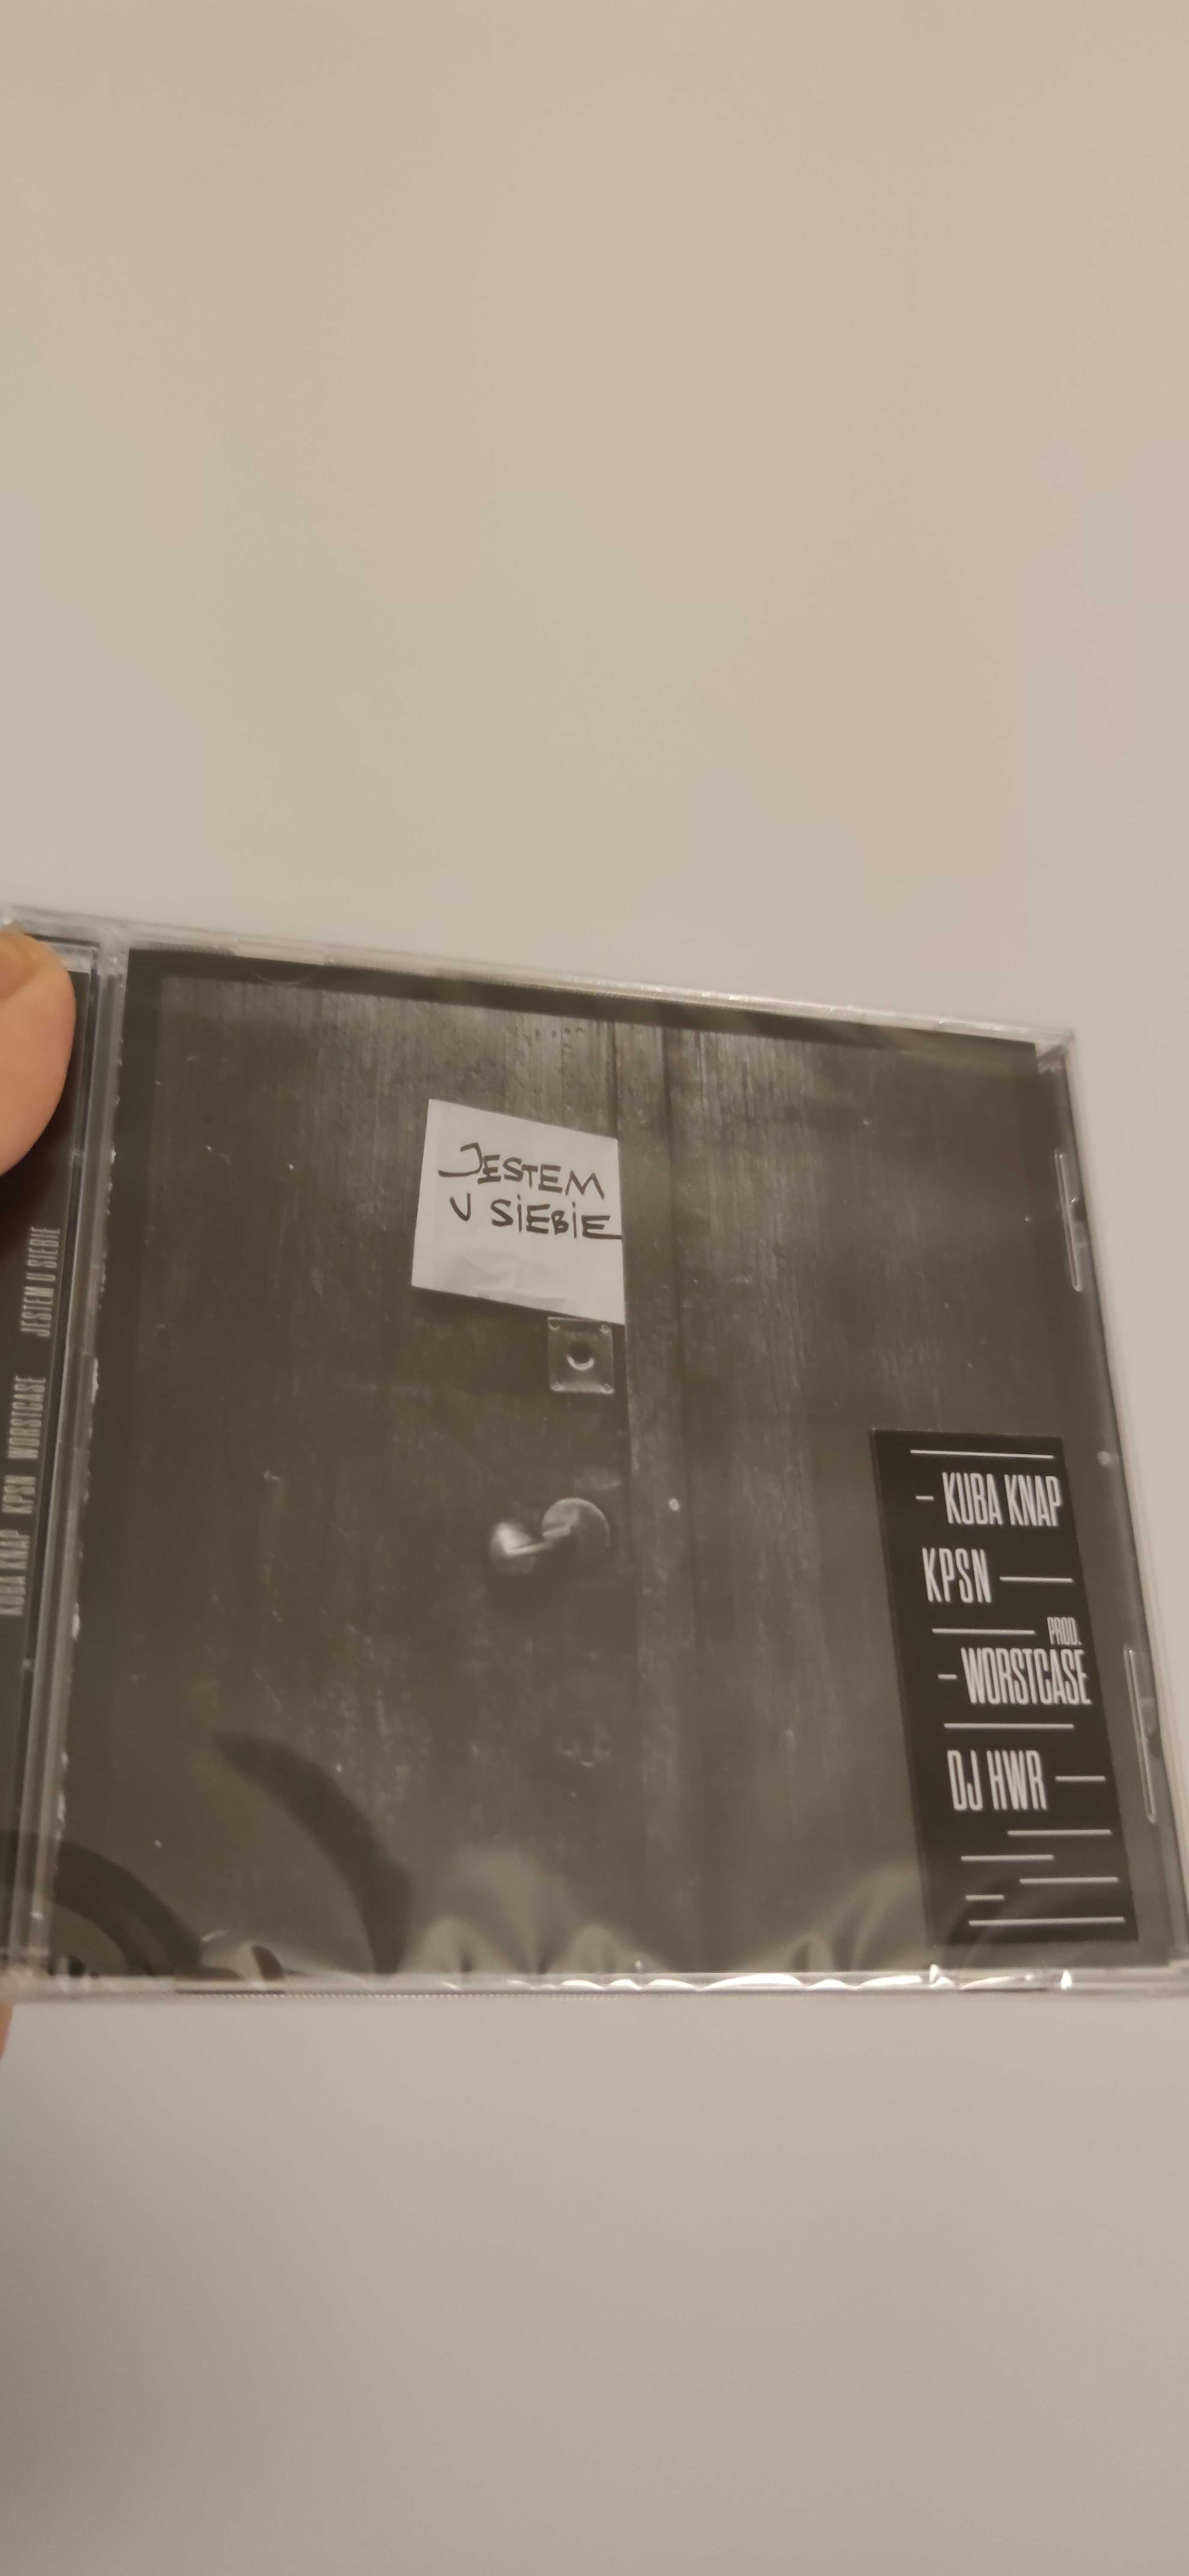 JESTEM
U SIEBIE
KUBA KNAP
KPSN
PROD.
WORSTCASE
DJ HWR
KUBA KNAP KPSN WORSTCASE JESTEM U SIEBIE